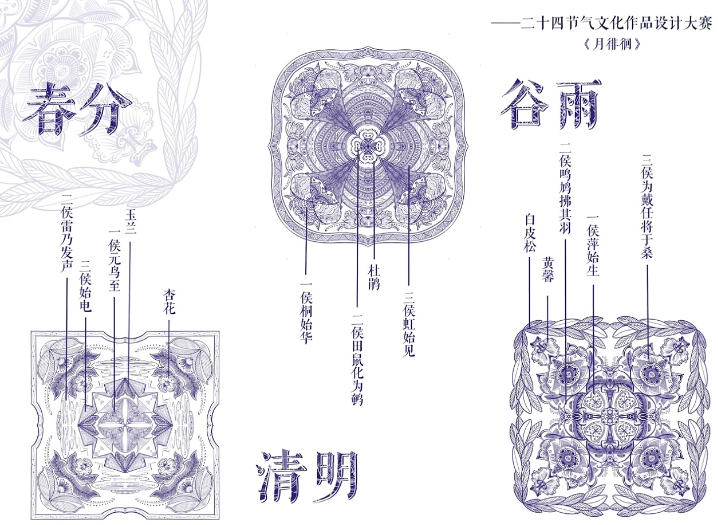 ——二十四节气文化作品设计大赛
《月徘徊》
春分
二侯雷乃发声
三侯始电
一侯元鸟至
玉兰
杏花
清明
一侯桐始华
二侯田鼠化为鹌
杜鹃
三侯虹始见
谷雨
白皮松
黄馨
二侯鸣鸠拂其羽
一侯萍始生
三侯为戴任将于桑